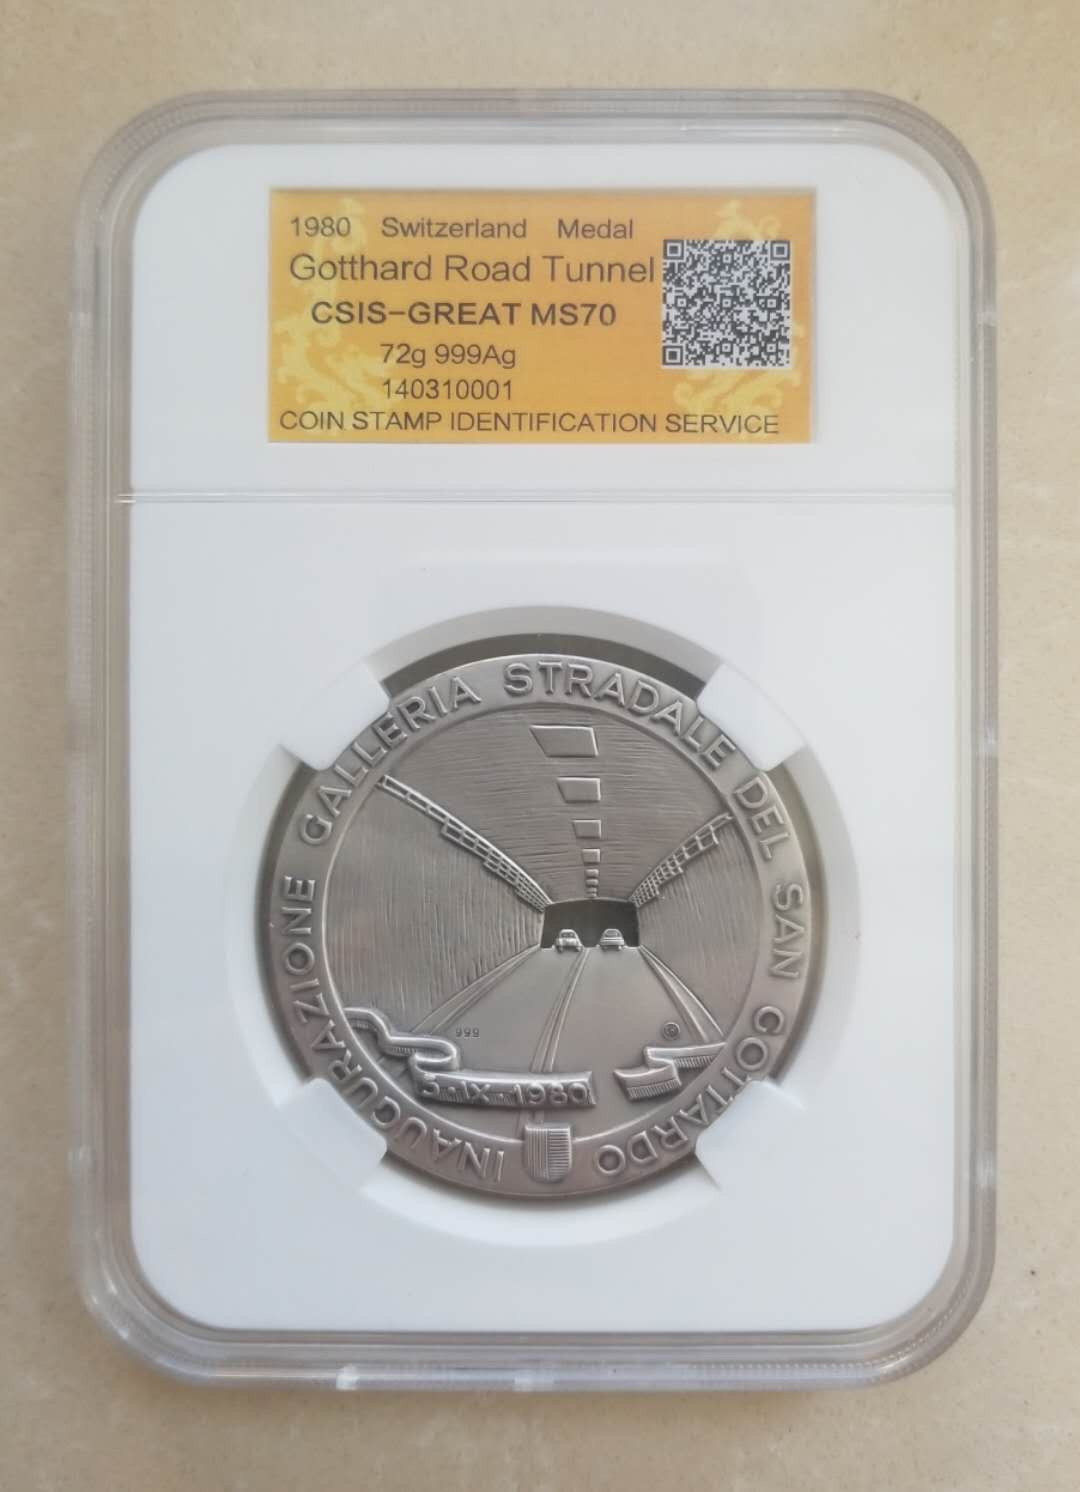 1980 Switzerland Medal
Gotthard Road Tunnel
CSIS-GREAT MS70
72g 999Ag
140310001
COIN STAMP IDENTIFICATION SERVICE
INAUGURAZIONE GALLERIA STRADALE DEL SAN GOTTARDO
999
5-IX-1980